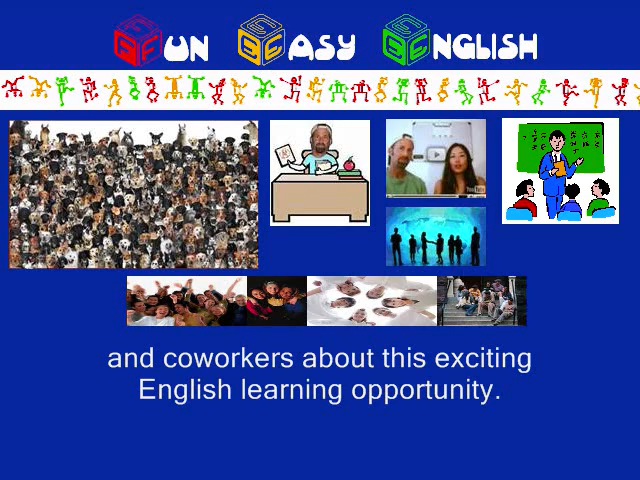 FUN EASY ENGLISH
and coworkers about this exciting
English learning opportunity.